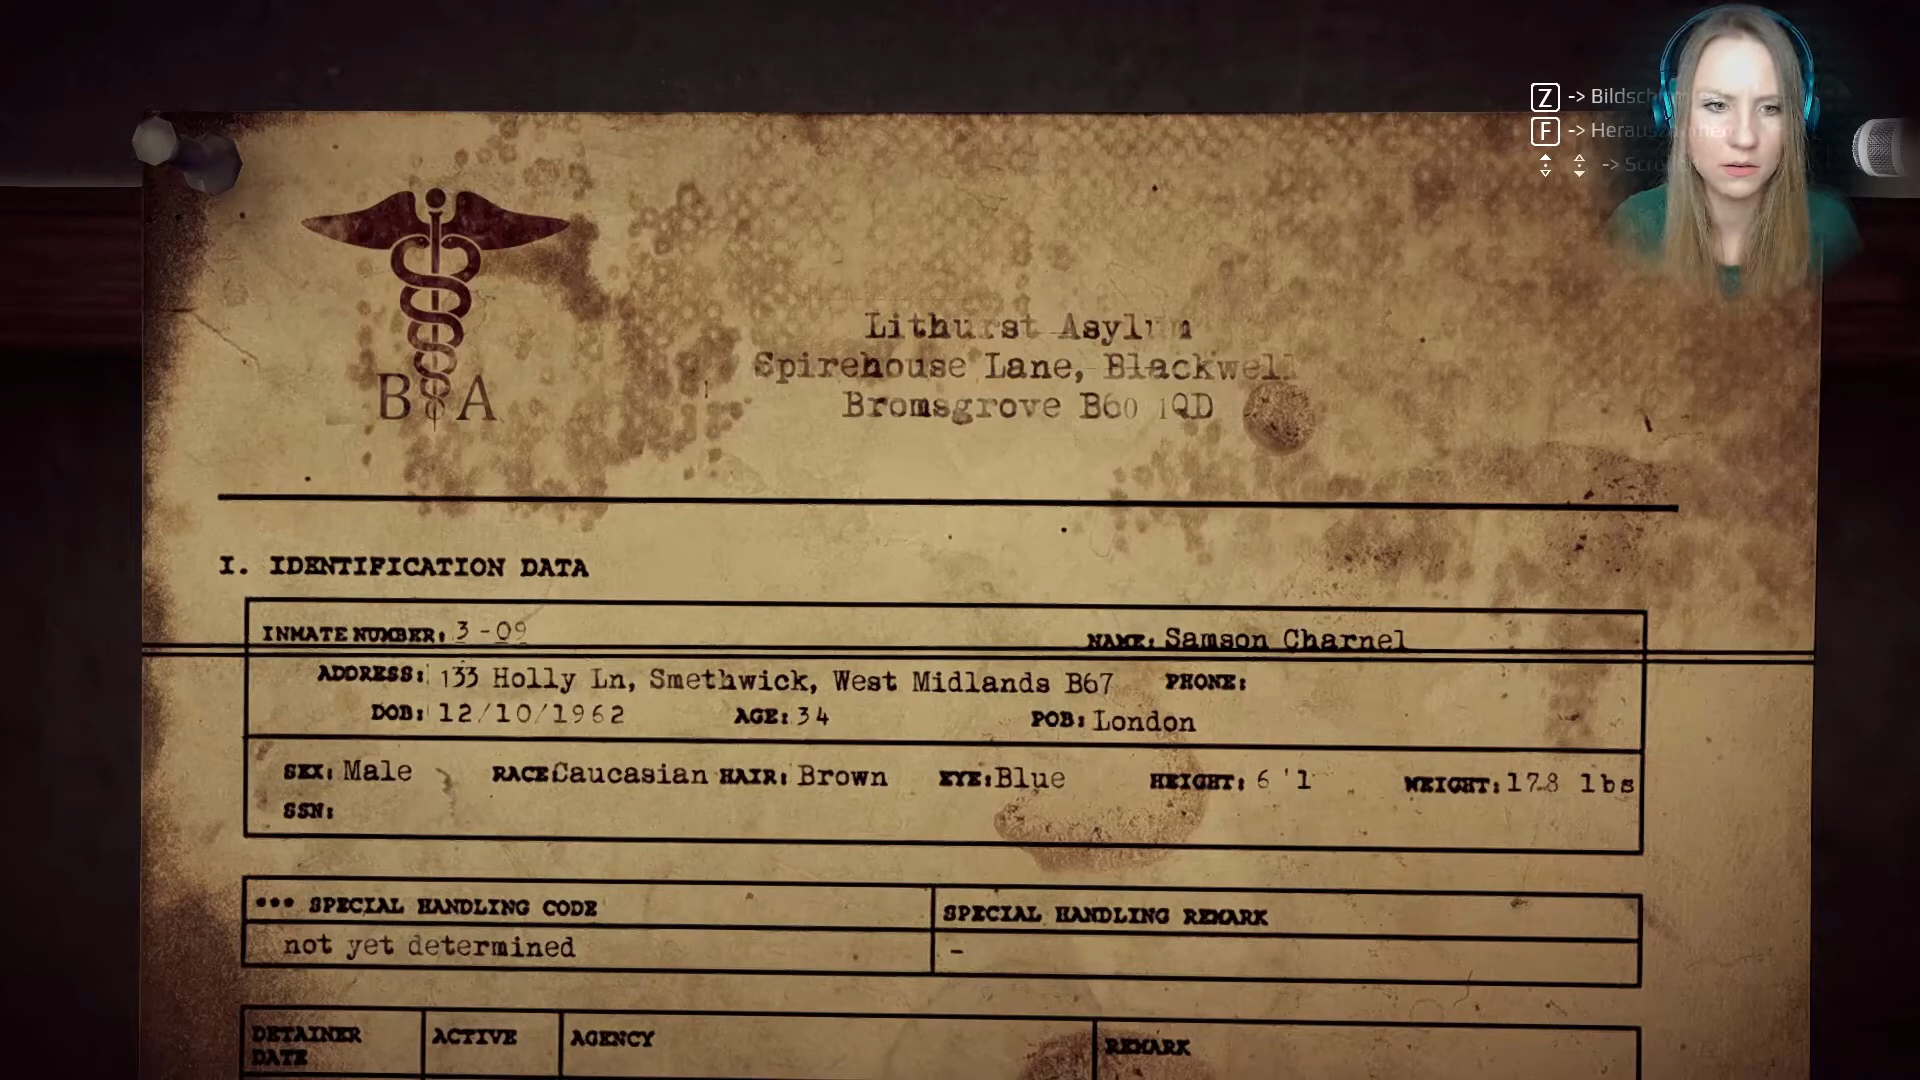 Z -> Bildsch
F -> Herauszoomen
->
B A
Lithurst Asylum
Spirehouse Lane, Blackwell
Bromsgrove B60 1QD
I. IDENTIFICATION DATA
INMATE NUMBER: 3-09 NAME: Samson Charnel
ADDRESS: 133 Holly Ln, Smethwick, West Midlands B67 PHONE:
DOB: 12/10/1962 AGE: 34 POB: London
SEX: Male RACE Caucasian HAIR: Brown EYE: Blue HEIGHT: 6 '1 WEIGHT: 178 lbs
SSN:
••• SPECIAL HANDLING CODE SPECIAL HANDLING REMARK
not yet determined -
DETAINER DATE ACTIVE AGENCY REMARK